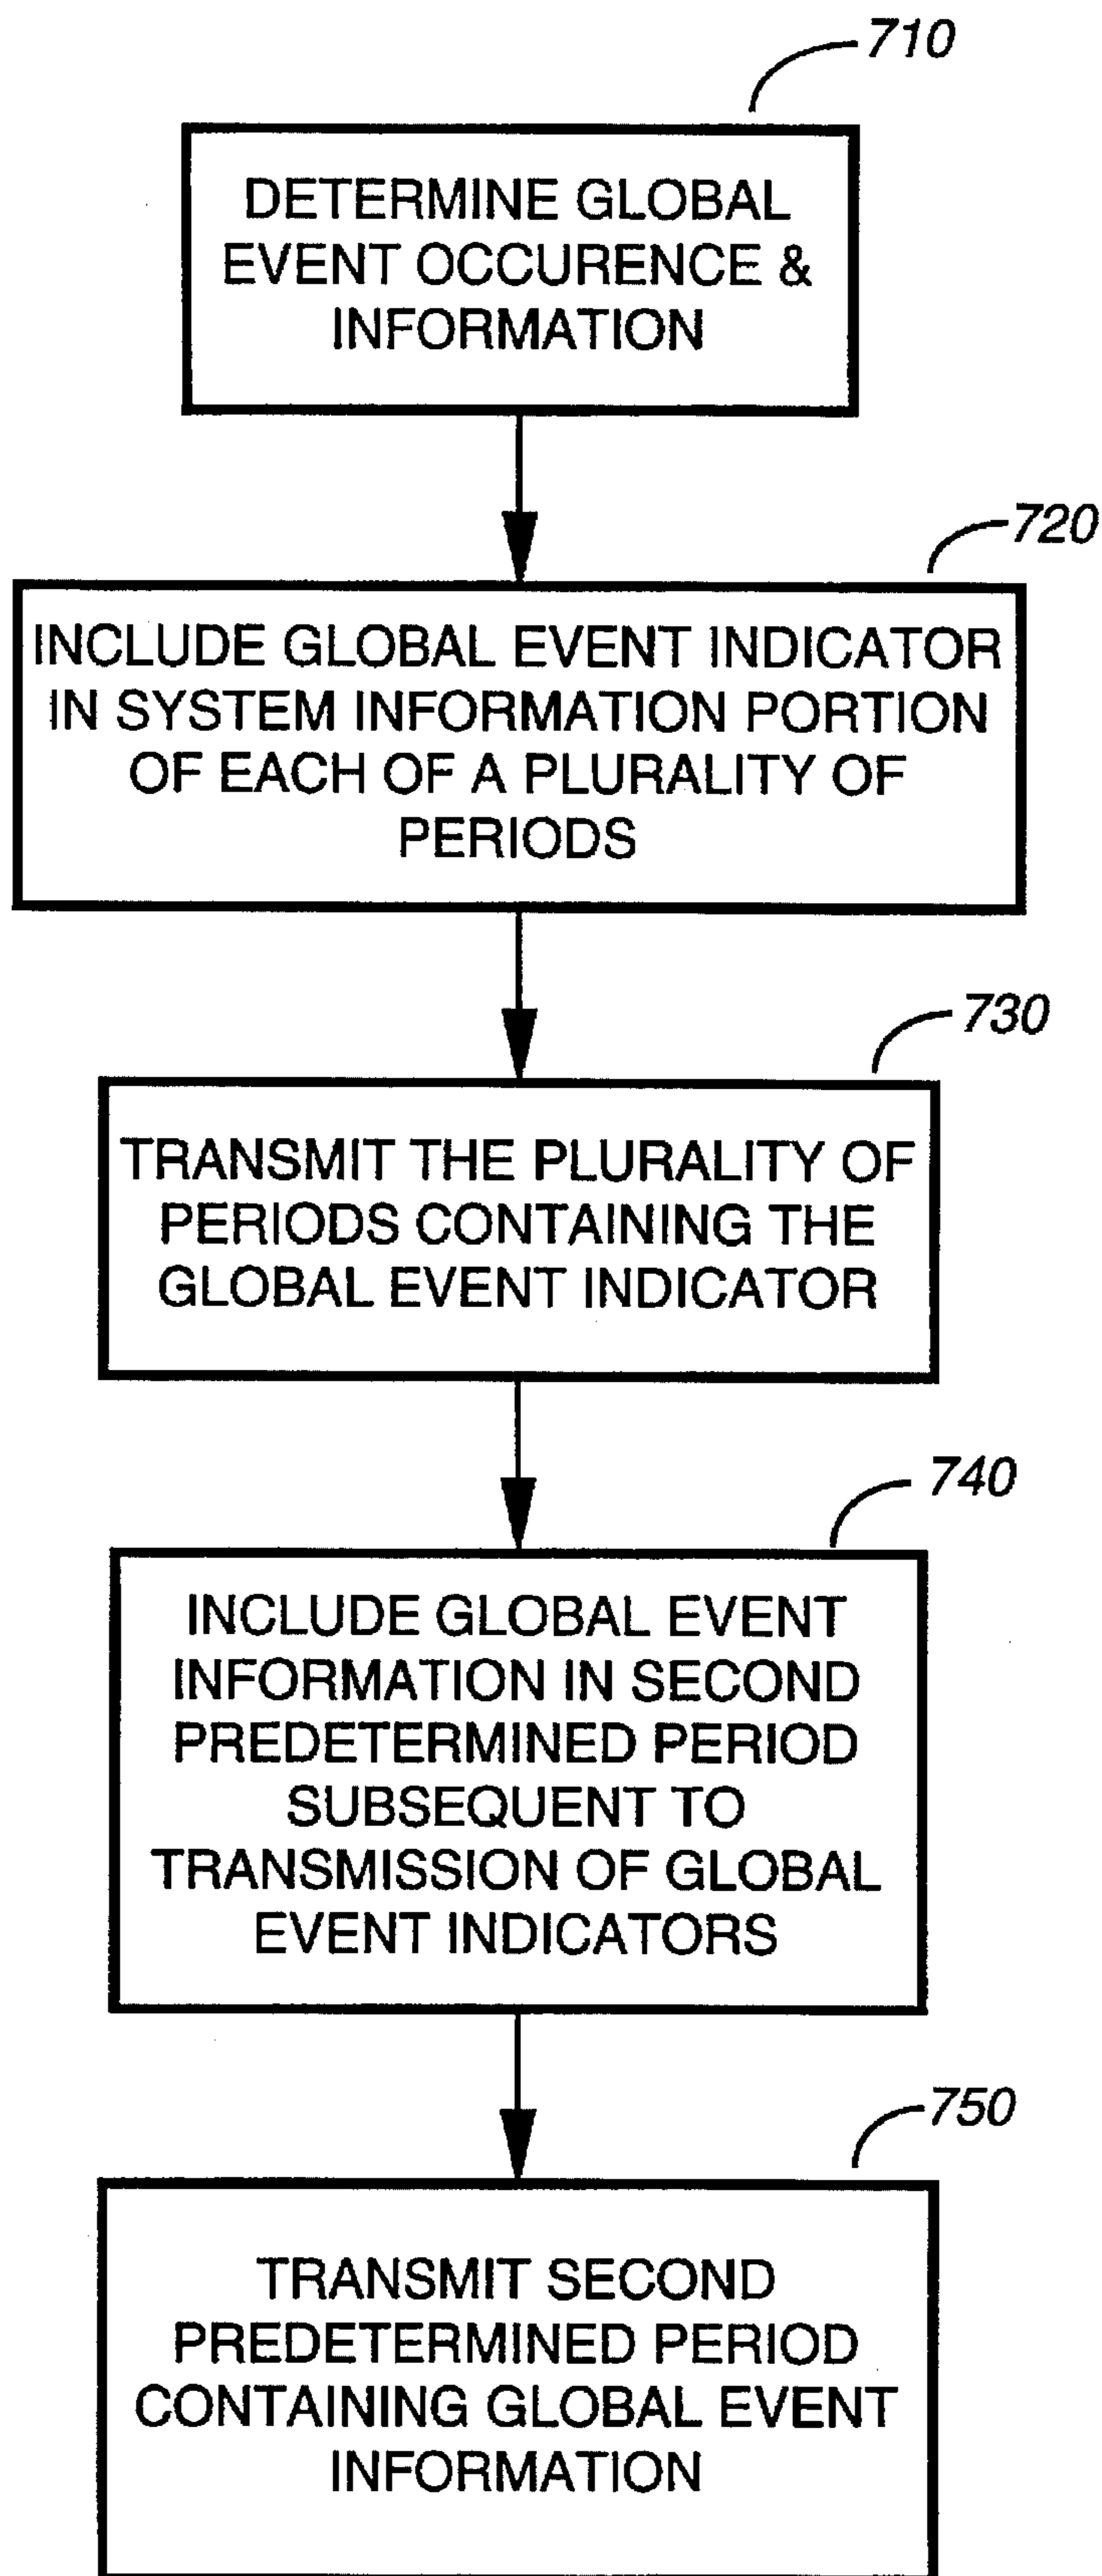 710
DETERMINE GLOBAL
EVENT OCCURENCE &
INFORMATION
720
INCLUDE GLOBAL EVENT INDICATOR
IN SYSTEM INFORMATION PORTION
OF EACH OF A PLURALITY OF
PERIODS
730
TRANSMIT THE PLURALITY OF
PERIODS CONTAINING THE
GLOBAL EVENT INDICATOR
740
INCLUDE GLOBAL EVENT
INFORMATION IN SECOND
PREDETERMINED PERIOD
SUBSEQUENT TO
TRANSMISSION OF GLOBAL
EVENT INDICATORS
750
TRANSMIT SECOND
PREDETERMINED PERIOD
CONTAINING GLOBAL EVENT
INFORMATION